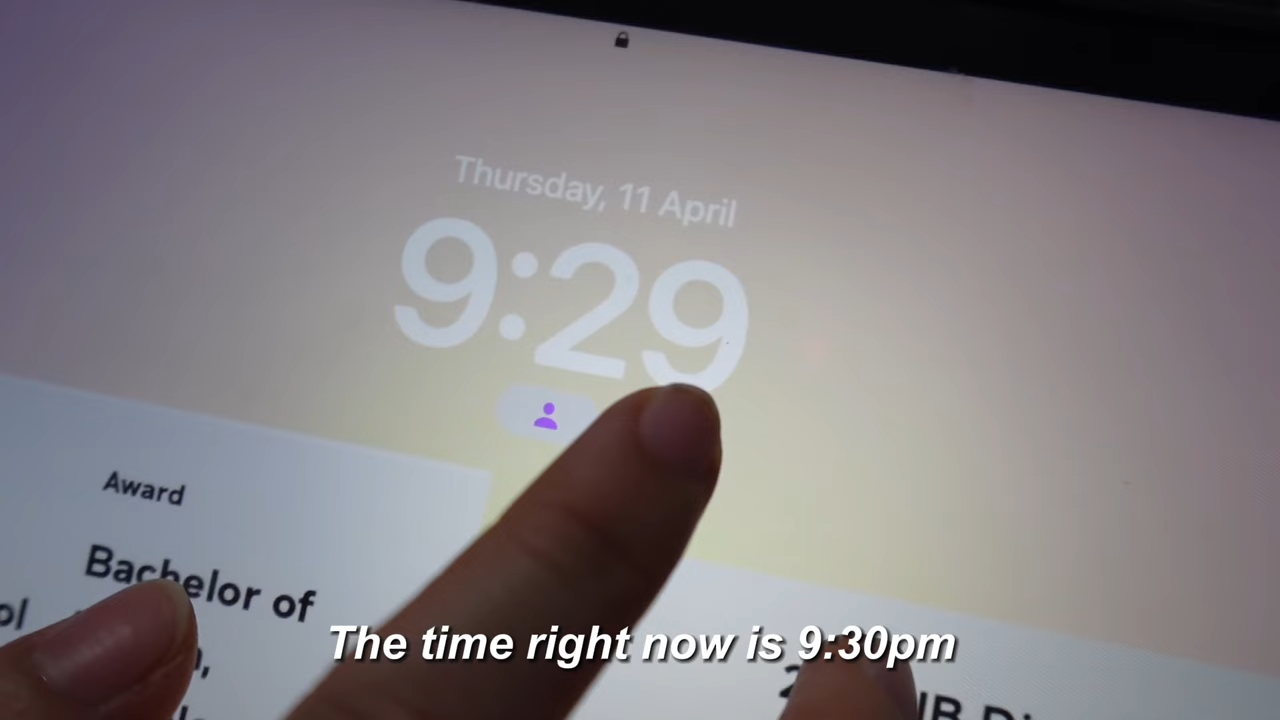 Thursday, 11 April
9:29
Award
Bachelor of
The time right now is 9:30pm